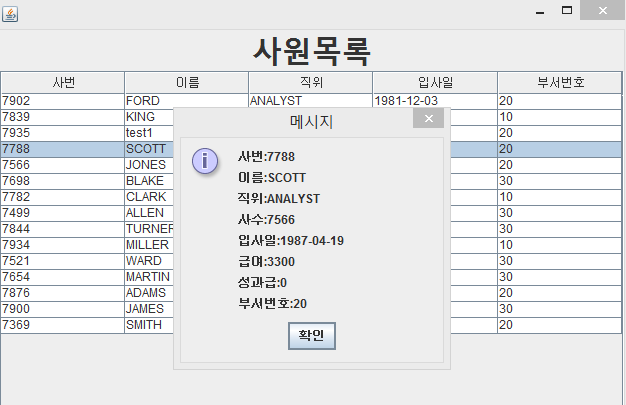 사원목록
사번 이름 직위 입사일 부서번호
7902 FORD ANALYST 1981-12-03 20
7839 KING 10
7935 test1 20
7788 SCOTT 20
7566 JONES 20
7698 BLAKE 30
7782 CLARK 10
7499 ALLEN 30
7844 TURNER 30
7934 MILLER 10
7521 WARD 30
7654 MARTIN 30
7876 ADAMS 20
7900 JAMES 30
7369 SMITH 20
메시지
사번:7788
이름:SCOTT
직위:ANALYST
사수:7566
입사일:1987-04-19
급여:3300
성과급:0
부서번호:20
확인